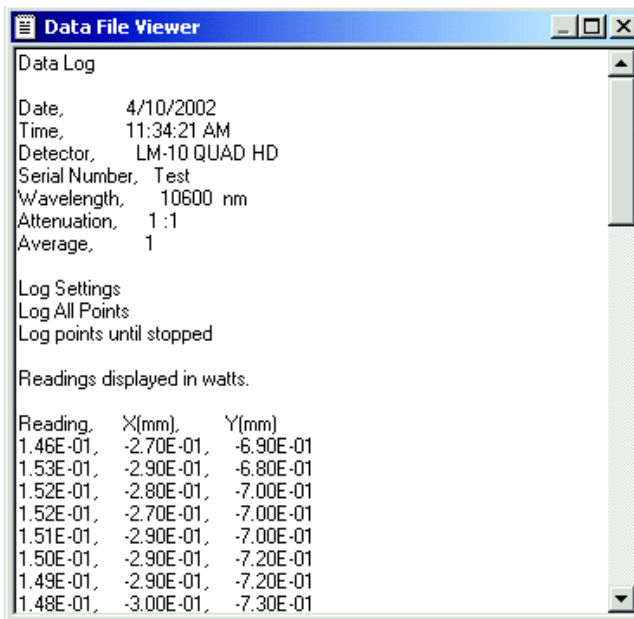 Data File Viewer
Data Log
Date, 4/10/2002
Time, 11:34:21 AM
Detector, LM-10 QUAD HD
Serial Number, Test
Wavelength, 10600 nm
Attenuation, 1 :1
Average, 1
Log Settings
Log All Points
Log points until stopped
Readings displayed in watts.
Reading, X(mm), Y(mm)
1.46E-01, -2.70E-01, -6.90E-01
1.53E-01, -2.90E-01, -6.80E-01
1.52E-01, -2.80E-01, -7.00E-01
1.52E-01, -2.70E-01, -7.00E-01
1.51E-01, -2.90E-01, -7.00E-01
1.50E-01, -2.90E-01, -7.20E-01
1.49E-01, -2.90E-01, -7.20E-01
1.48E-01, -3.00E-01, -7.30E-01